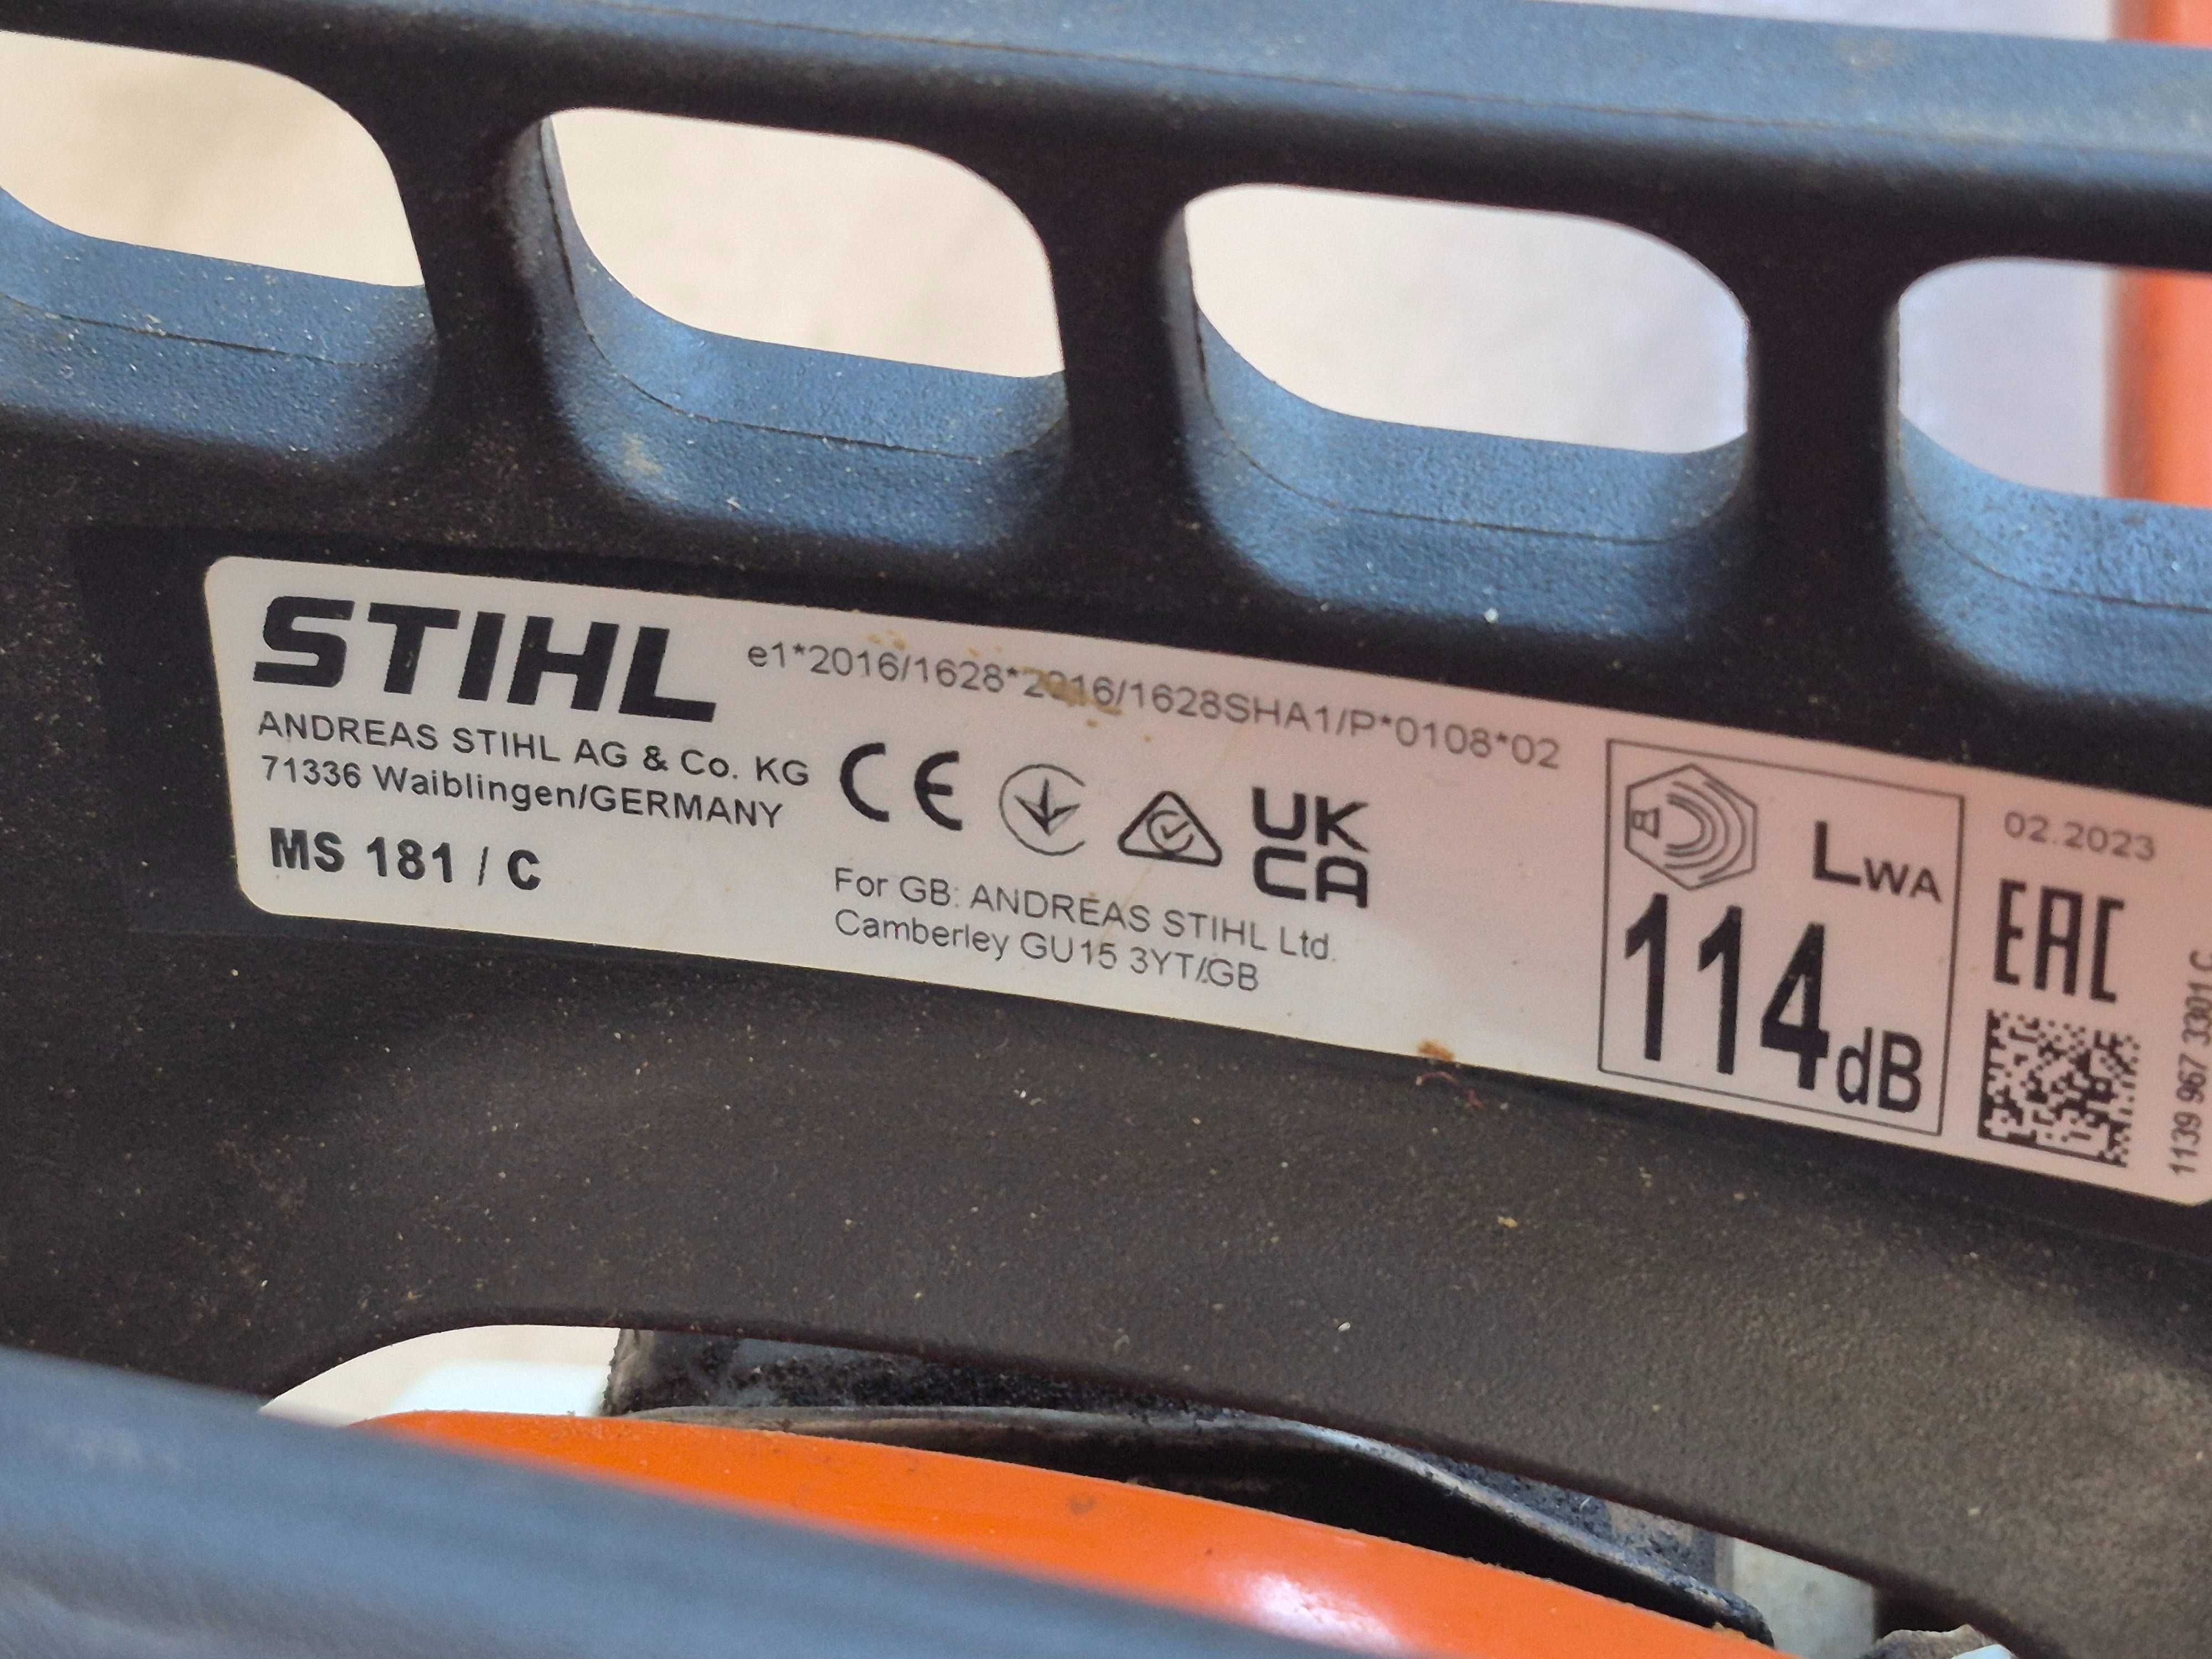 STIHL
e1*2016/1628*2016/1628SHA1/P*0108*02
ANDREAS STIHL AG & Co. KG
71336 Waiblingen/GERMANY
MS 181 / C
CE
UK
CA
For GB: ANDREAS STIHL Ltd.
Camberley GU15 3YT/GB
LWA
114dB
02.2023
EAC
1139 967 3301 C